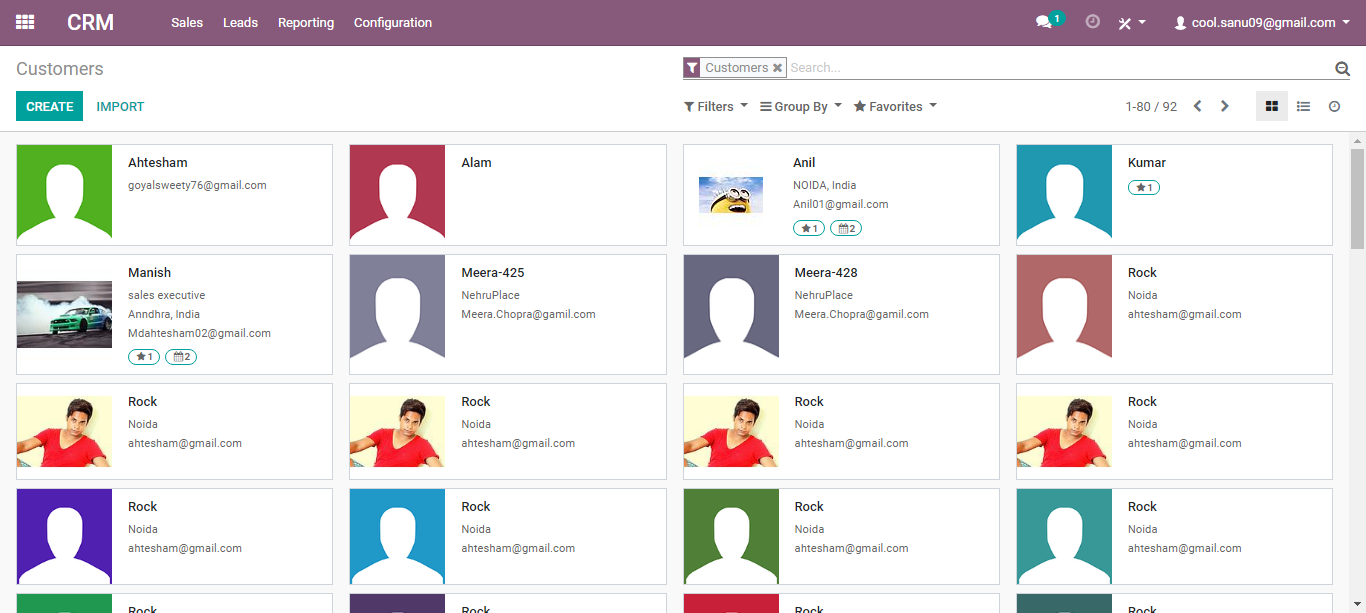 CRM Sales Leads Reporting Configuration 1 cool.sanu09@gmail.com
Customers Customers Search...
CREATE IMPORT Filters Group By Favorites 1-80 / 92
Ahtesham
goyalsweety76@gmail.com
Alam
Anil
NOIDA, India
Anil01@gmail.com
1 2
Kumar
1
Manish
sales executive
Anndhra, India
Mdahtesham02@gmail.com
1 2
Meera-425
NehruPlace
Meera.Chopra@gamil.com
Meera-428
NehruPlace
Meera.Chopra@gmail.com
Rock
Noida
ahtesham@gmail.com
Rock
Noida
ahtesham@gmail.com
Rock
Noida
ahtesham@gmail.com
Rock
Noida
ahtesham@gmail.com
Rock
Noida
ahtesham@gmail.com
Rock
Noida
ahtesham@gmail.com
Rock
Noida
ahtesham@gmail.com
Rock
Noida
ahtesham@gmail.com
Rock
Noida
ahtesham@gmail.com
Rock
Rock
Rock
Rock